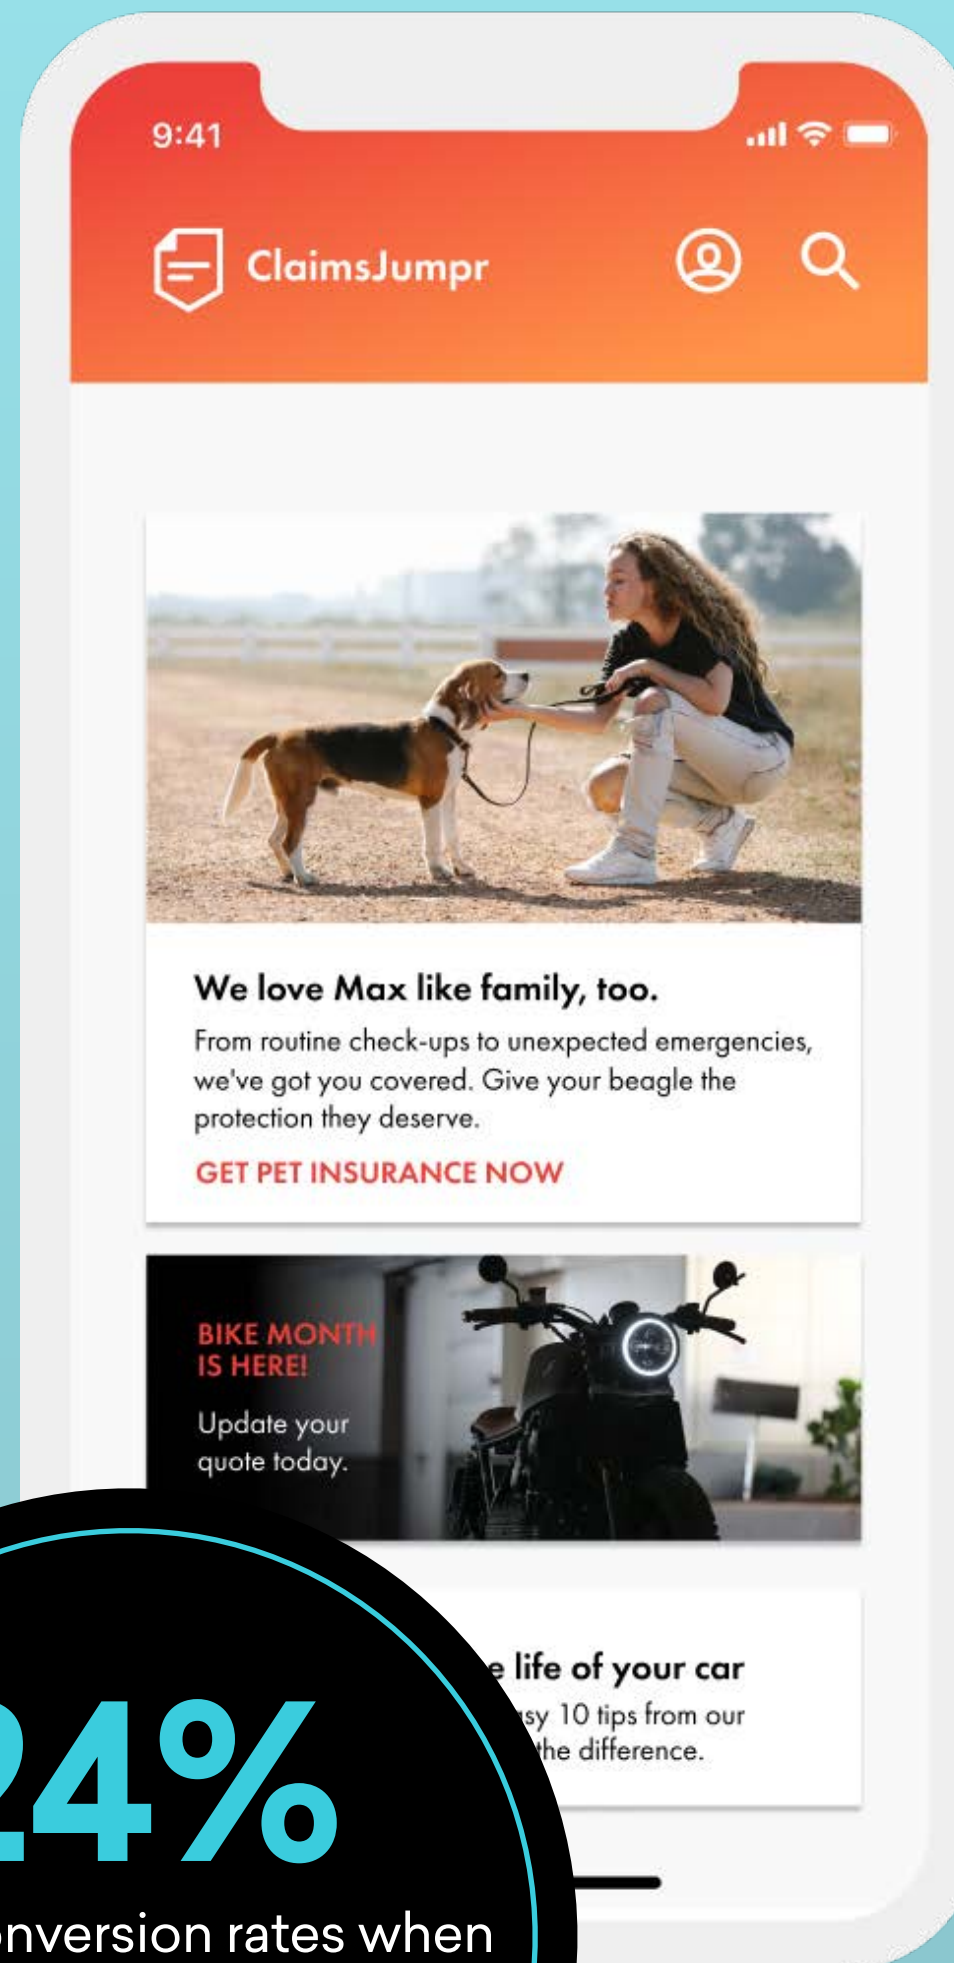 9:41
ClaimsJumpr
We love Max like family, too.
From routine check-ups to unexpected emergencies,
we've got you covered. Give your beagle the
protection they deserve.
GET PET INSURANCE NOW
BIKE MONTH
IS HERE!
Update your
quote today.
life of your car
10 tips from our
the difference.
24%
rates when